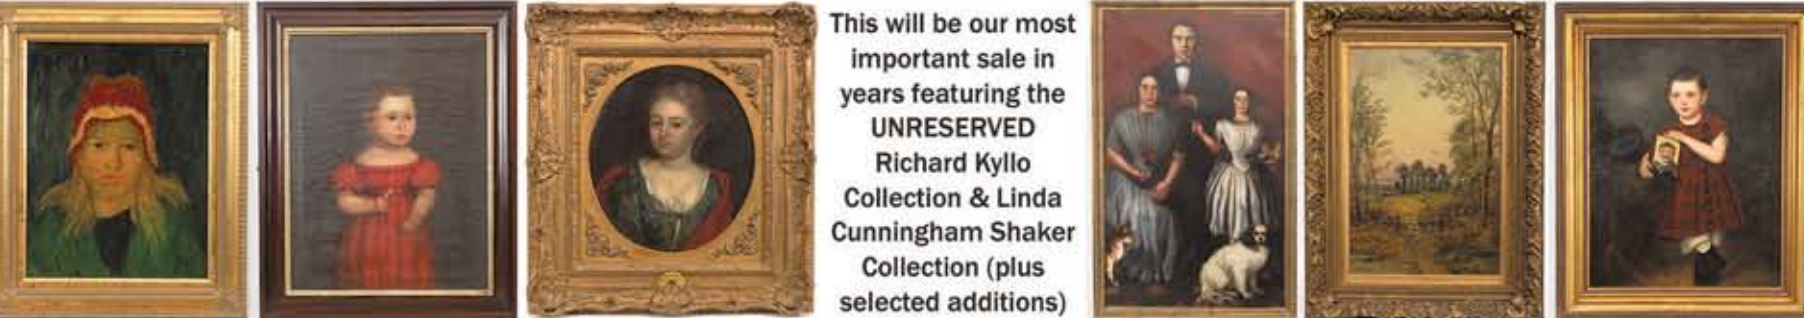 This will be our most
important sale in
years featuring the
UNRESERVED
Richard Kyllo
Collection & Linda
Cunningham Shaker
Collection (plus
selected additions)